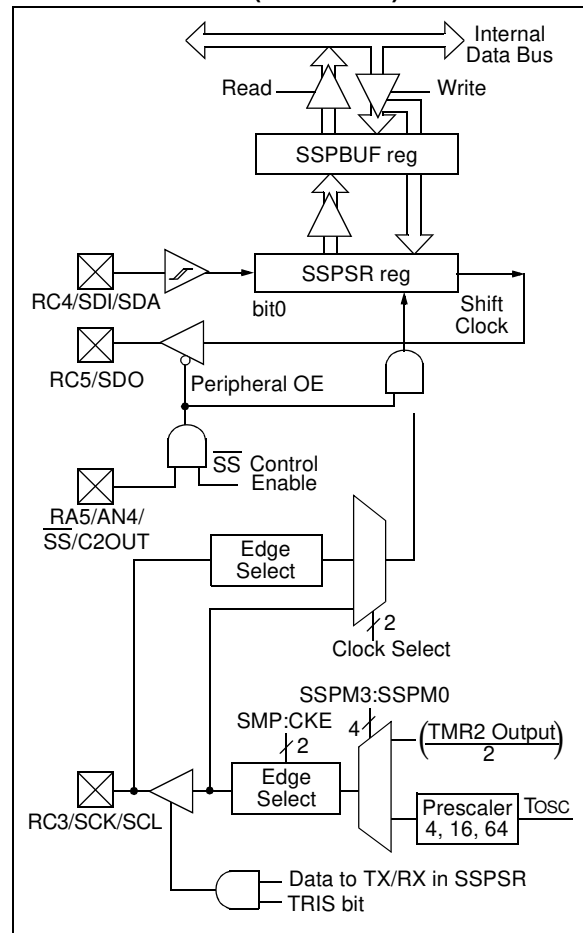 Internal
Data Bus
Read
Write
SSPBUF reg
SSPSR reg
RC4/SDI/SDA
bit0
Shift
Clock
RC5/SDO
Peripheral OE
SS Control
Enable
RA5/AN4/
SS/C2OUT
Edge
Select
2
Clock Select
SSPM3:SSPM0
SMP:CKE
4
(TMR2 Output)
2
2
Edge
Select
RC3/SCK/SCL
Prescaler
4, 16, 64
TOSC
Data to TX/RX in SSPSR
TRIS bit